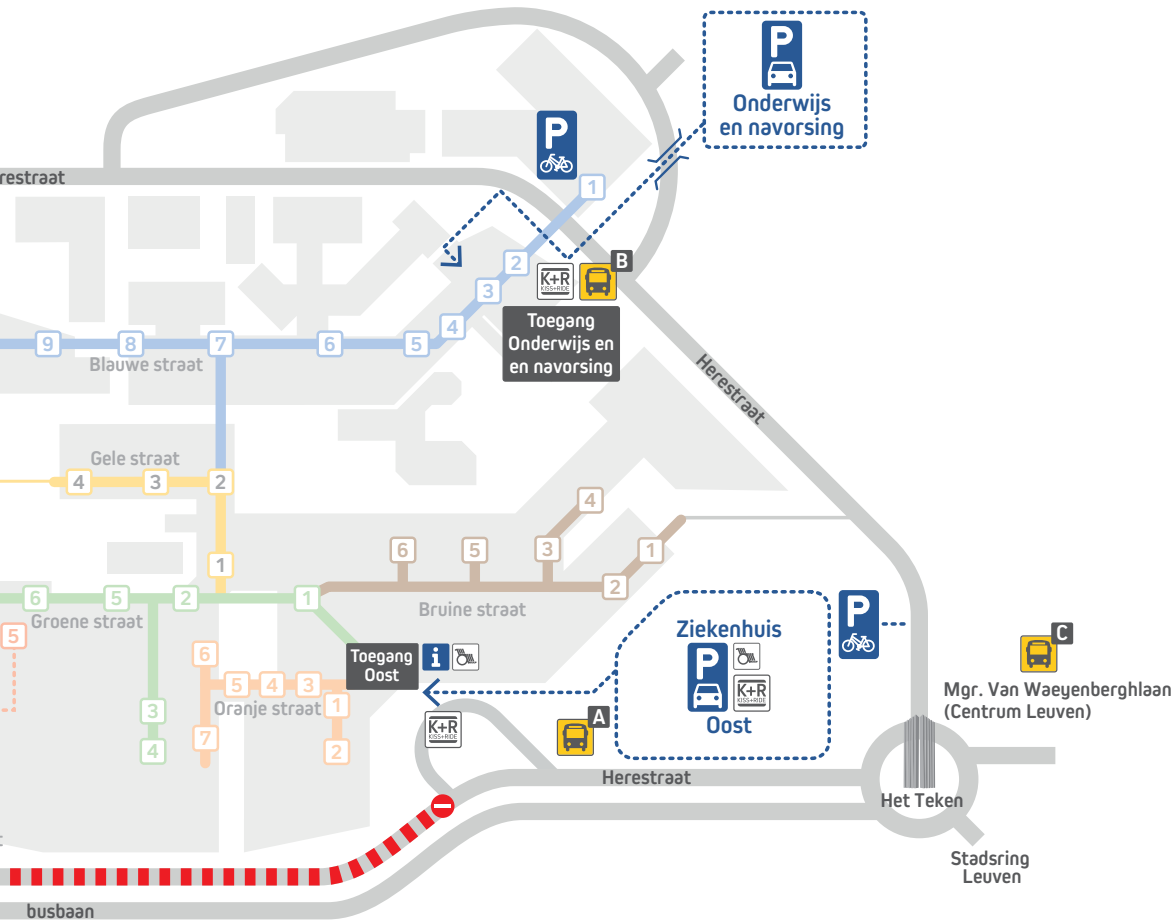 P
Onderwijs
en navorsing
P
restraat
1
2
3
4
5
6
7
8
9
Blauwe straat
K+R
KISS+RIDE
B
Toegang
Onderwijs en
en navorsing
Herestraat
Gele straat
4
3
2
1
4
3
5
6
1
2
Bruine straat
6
5
2
1
Groene straat
3
4
5
Toegang
Oost
i
6
5
4
3
1
2
7
Oranje straat
K+R
KISS+RIDE
Ziekenhuis
P
K+R
KISS+RIDE
Oost
P
A
C
Mgr. Van Waeyenberghlaan
(Centrum Leuven)
Herestraat
Het Teken
Stadsring
Leuven
busbaan